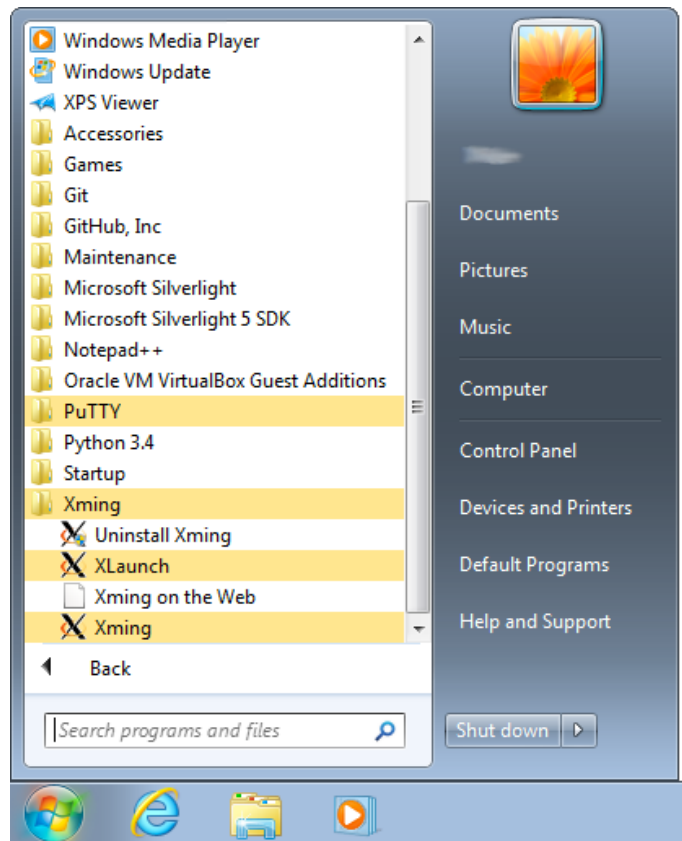 Windows Media Player
Windows Update
XPS Viewer
Accessories
Games
Git
GitHub, Inc
Maintenance
Microsoft Silverlight
Microsoft Silverlight 5 SDK
Notepad++
Oracle VM VirtualBox Guest Additions
PuTTY
Python 3.4
Startup
Xming
Uninstall Xming
XLaunch
Xming on the Web
Xming
Back
Search programs and files
Documents
Pictures
Music
Computer
Control Panel
Devices and Printers
Default Programs
Help and Support
Shut down